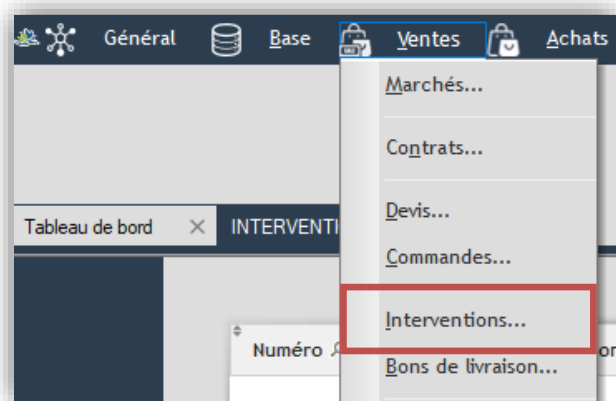 Général Base Ventes Achats
Marchés...
Contrats...
Devis...
Tableau de bord INTERVENTI
Commandes...
Interventions...
Numéro
Bons de livraison...